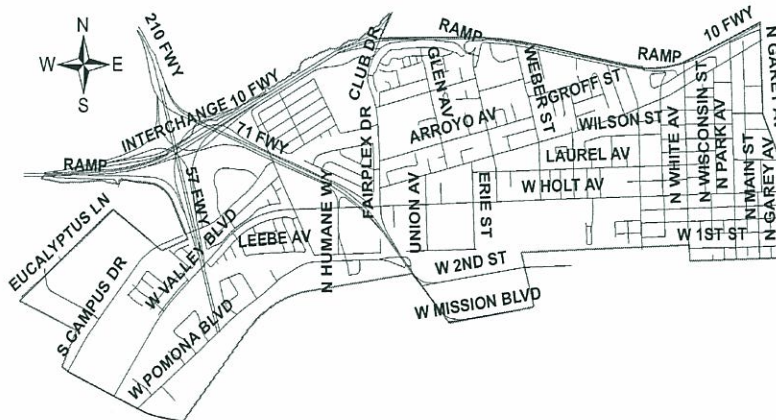 N
W E
S
210 FWY
INTERCHANGE 10 FWY
RAMP
71 FWY
57 FWY
CLUB DR
RAMP
GLEN AV
WEBER ST
GROFF ST
RAMP
10 FWY
ARROYO AV
WILSON ST
LAUREL AV
W HOLT AV
FAIRPLEX DR
UNION AV
ERIE ST
N HUMANE WY
N WHITE AV
N WISCONSIN ST
N PARK AV
N MAIN ST
N GAREY AV
W 1ST ST
EUCALYPTUS LN
S CAMPUS DR
W VALLEY BLVD
LEEBE AV
W POMONA BLVD
W 2ND ST
W MISSION BLVD